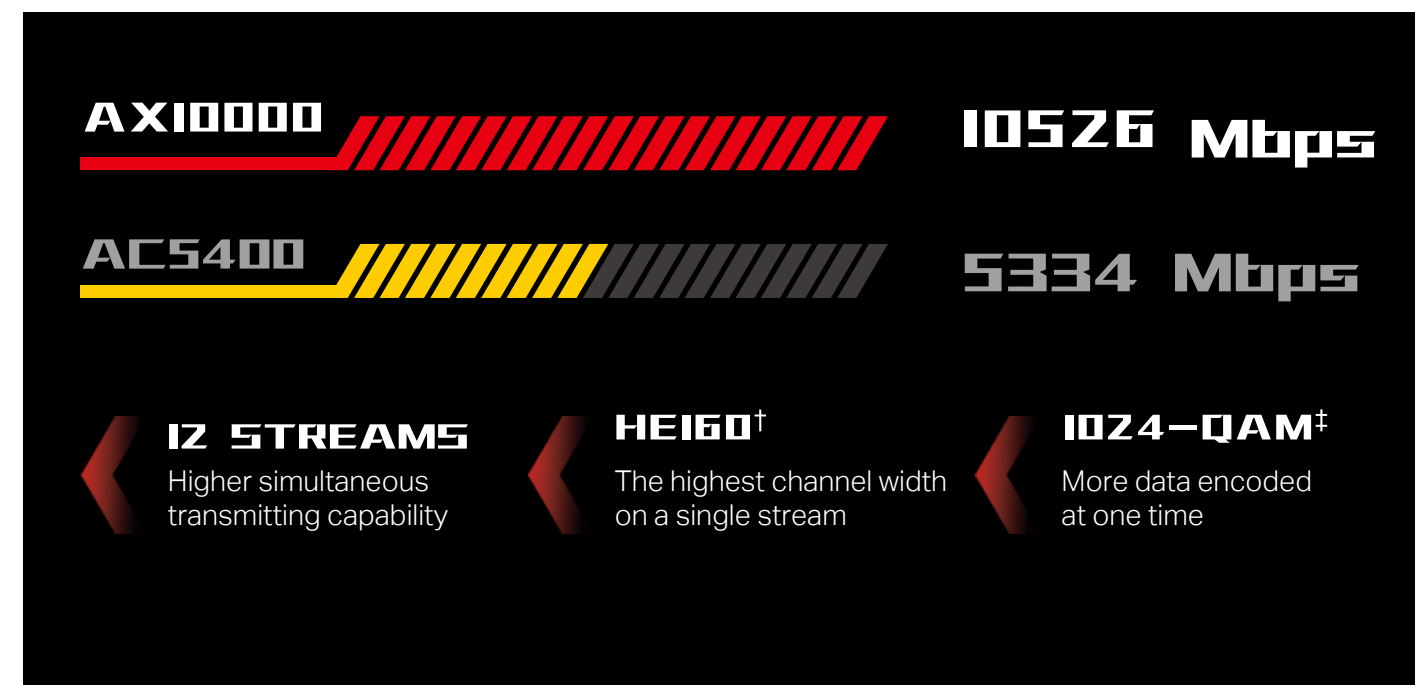 AX10000
10526 Mbps
AC5400
5334 Mbps
12 STREAMS
Higher simultaneous
transmitting capability
HE160†
The highest channel width
on a single stream
1024-QAM‡
More data encoded
at one time